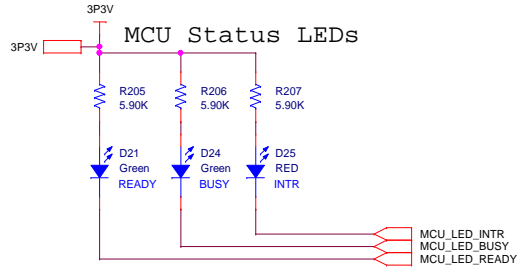 3P3V
3P3V
MCU Status LEDs
R205
5.90K
R206
5.90K
R207
5.90K
D21
Green
READY
D24
Green
BUSY
D25
RED
INTR
MCU_LED_INTR
MCU_LED_BUSY
MCU_LED_READY